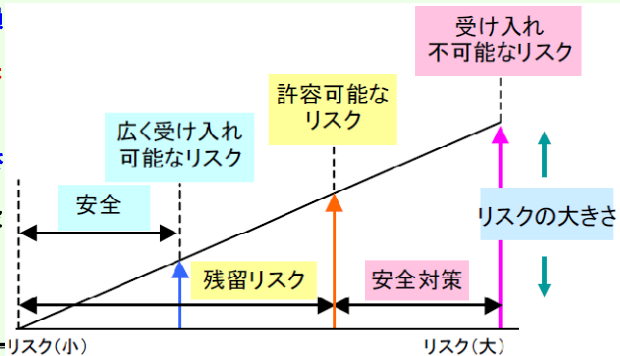 受け入れ
不可能なリスク
許容可能な
リスク
広く受け入れ
可能なリスク
安全
リスクの大きさ
残留リスク
安全対策
リスク(小)
リスク(大)